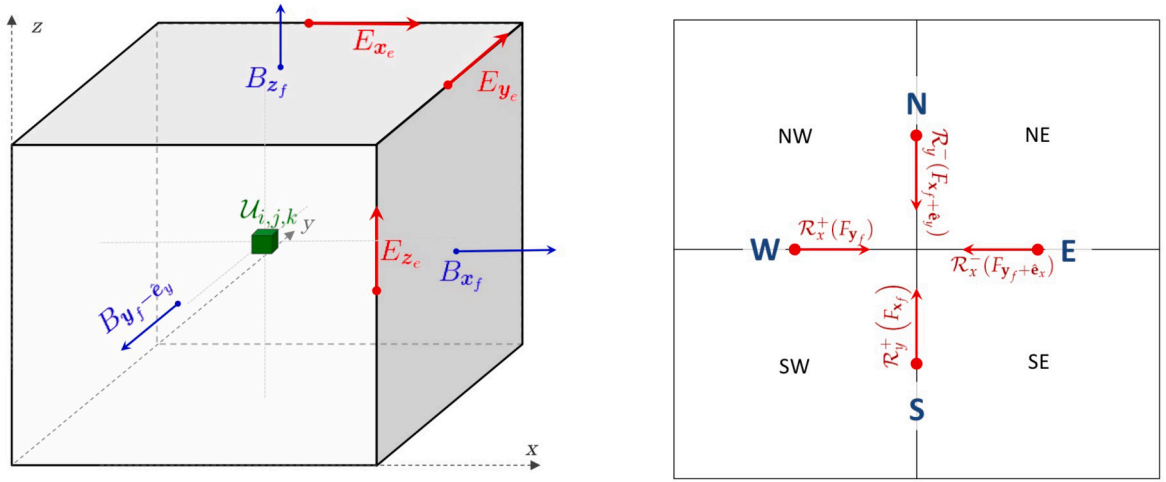 z
E_{x_e}
B_{z_f}
E_{y_e}
𝒰_{i,j,k}
y
E_{z_e}
B_{x_f}
B_{y_f−ê_y}
x
N
NW
NE
ℛ_y^−(F_{x_f+ê_y})
ℛ_x^+(F_{y_f})
W
E
ℛ_x^−(F_{y_f+ê_x})
ℛ_y^+(F_{x_f})
SW
SE
S